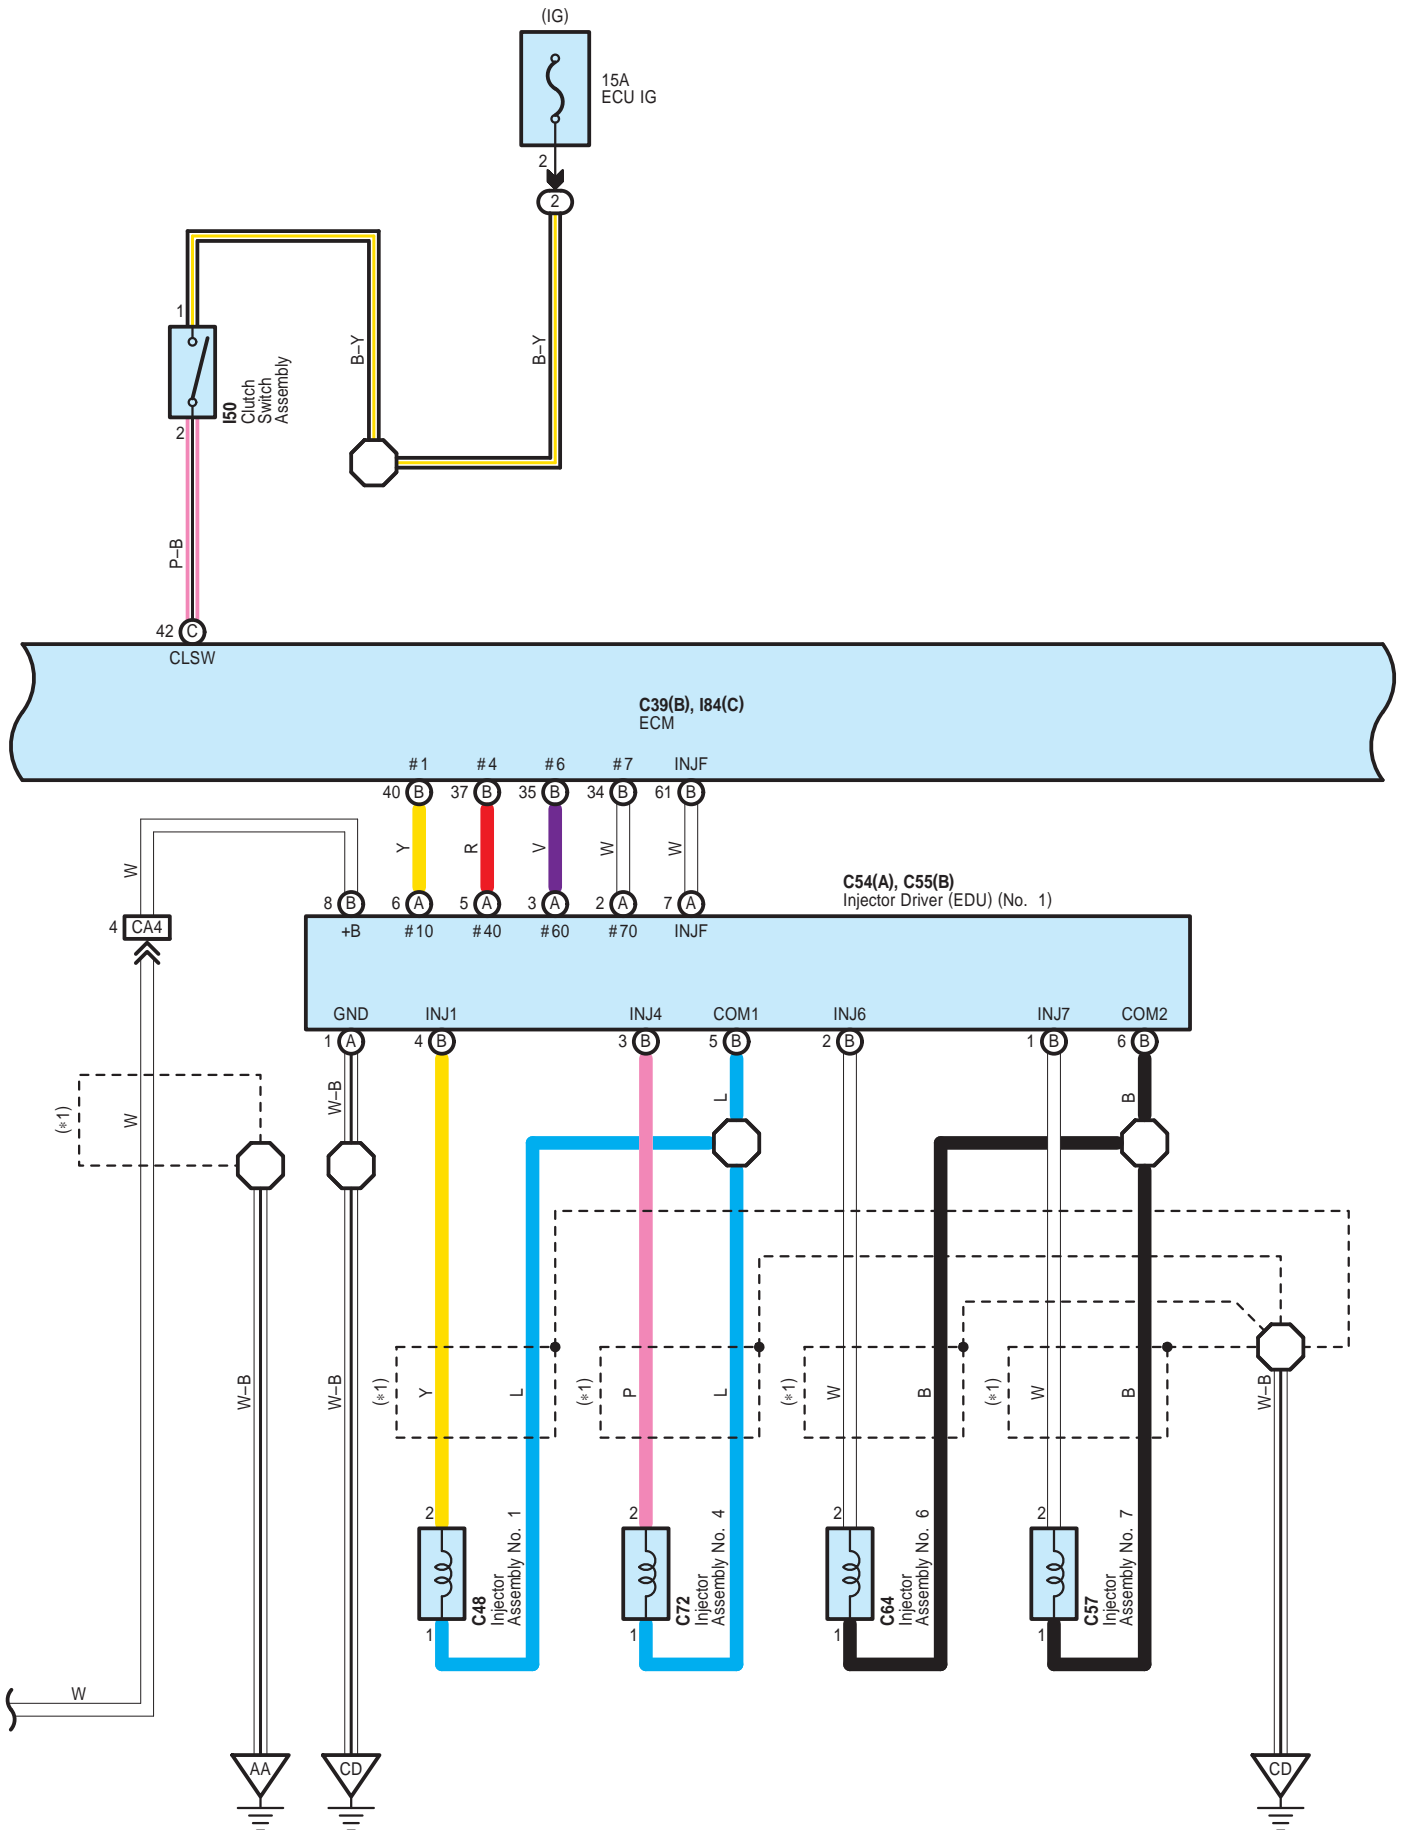 (IG)
15A
ECU IG
2
2
1
B–Y
B–Y
I50
Clutch
Switch
Assembly
2
P–B
42 C
CLSW
C39(B), I84(C)
ECM
#1 #4 #6 #7 INJF
40 B 37 B 35 B 34 B 61 B
W
Y R V W W
C54(A), C55(B)
Injector Driver (EDU) (No. 1)
8 B 6 A 5 A 3 A 2 A 7 A
4 CA4
+B #10 #40 #60 #70 INJF
GND INJ1 INJ4 COM1 INJ6 INJ7 COM2
1 A 4 B 3 B 5 B 2 B 1 B 6 B
W–B L B
(*1) W
W–B W–B (*1) Y L (*1) P L (*1) W B (*1) W B W–B
2 2 2 2
C48
Injector
Assembly No. 1
C72
Injector
Assembly No. 4
C64
Injector
Assembly No. 6
C57
Injector
Assembly No. 7
1 1 1 1
W
AA CD CD